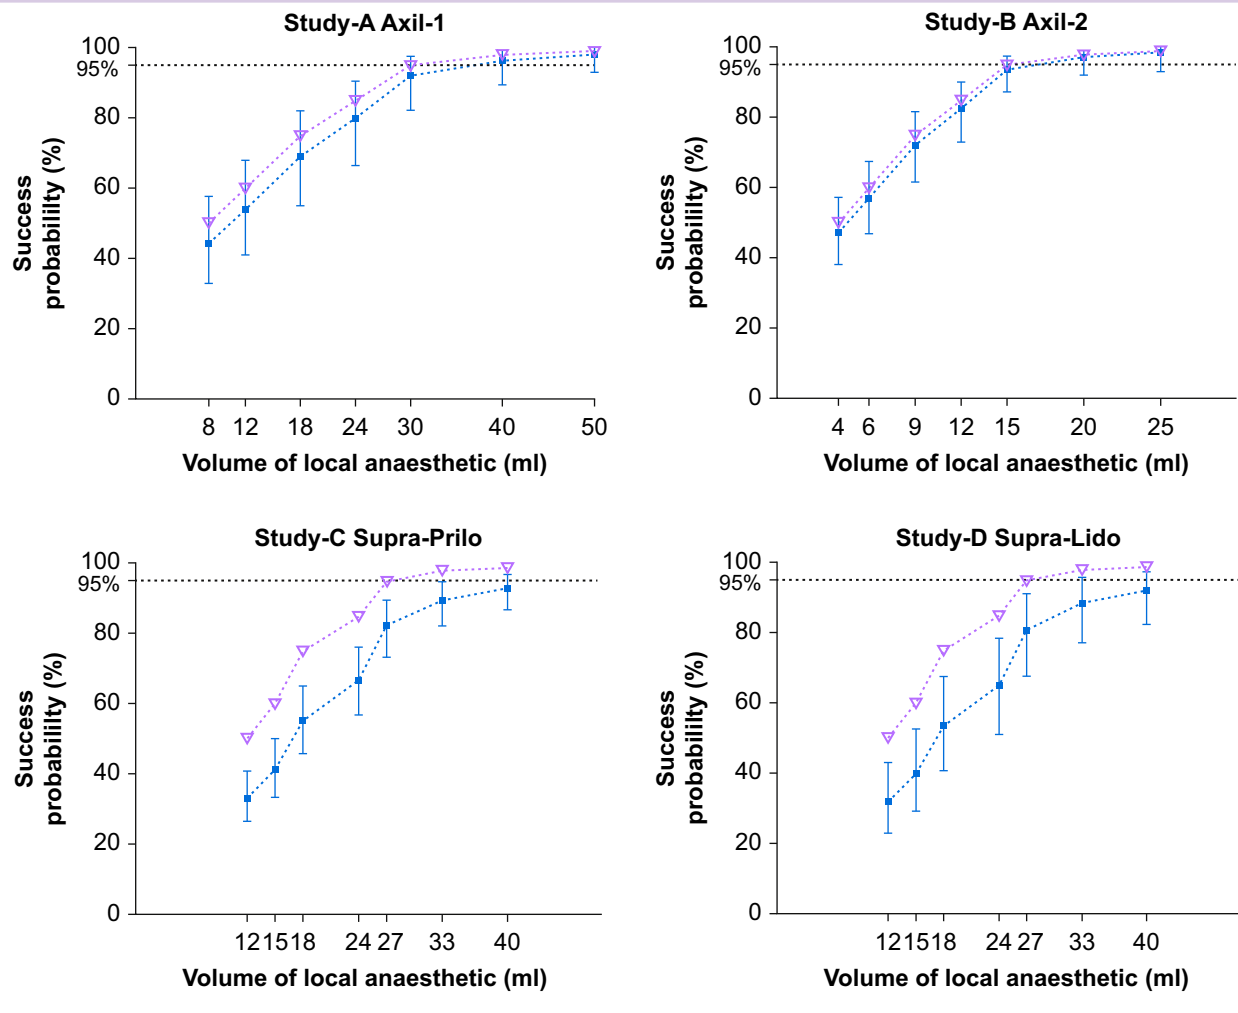 Study-A Axil-1
100
95%
80
60
40
20
0
Success
probabililty (%)
8 12 18 24 30 40 50
Volume of local anaesthetic (ml)
Study-B Axil-2
100
95%
80
60
40
20
0
Success
probabililty (%)
4 6 9 12 15 20 25
Volume of local anaesthetic (ml)
Study-C Supra-Prilo
100
95%
80
60
40
20
0
Success
probabililty (%)
12 15 18 24 27 33 40
Volume of local anaesthetic (ml)
Study-D Supra-Lido
100
95%
80
60
40
20
0
Success
probabililty (%)
12 15 18 24 27 33 40
Volume of local anaesthetic (ml)